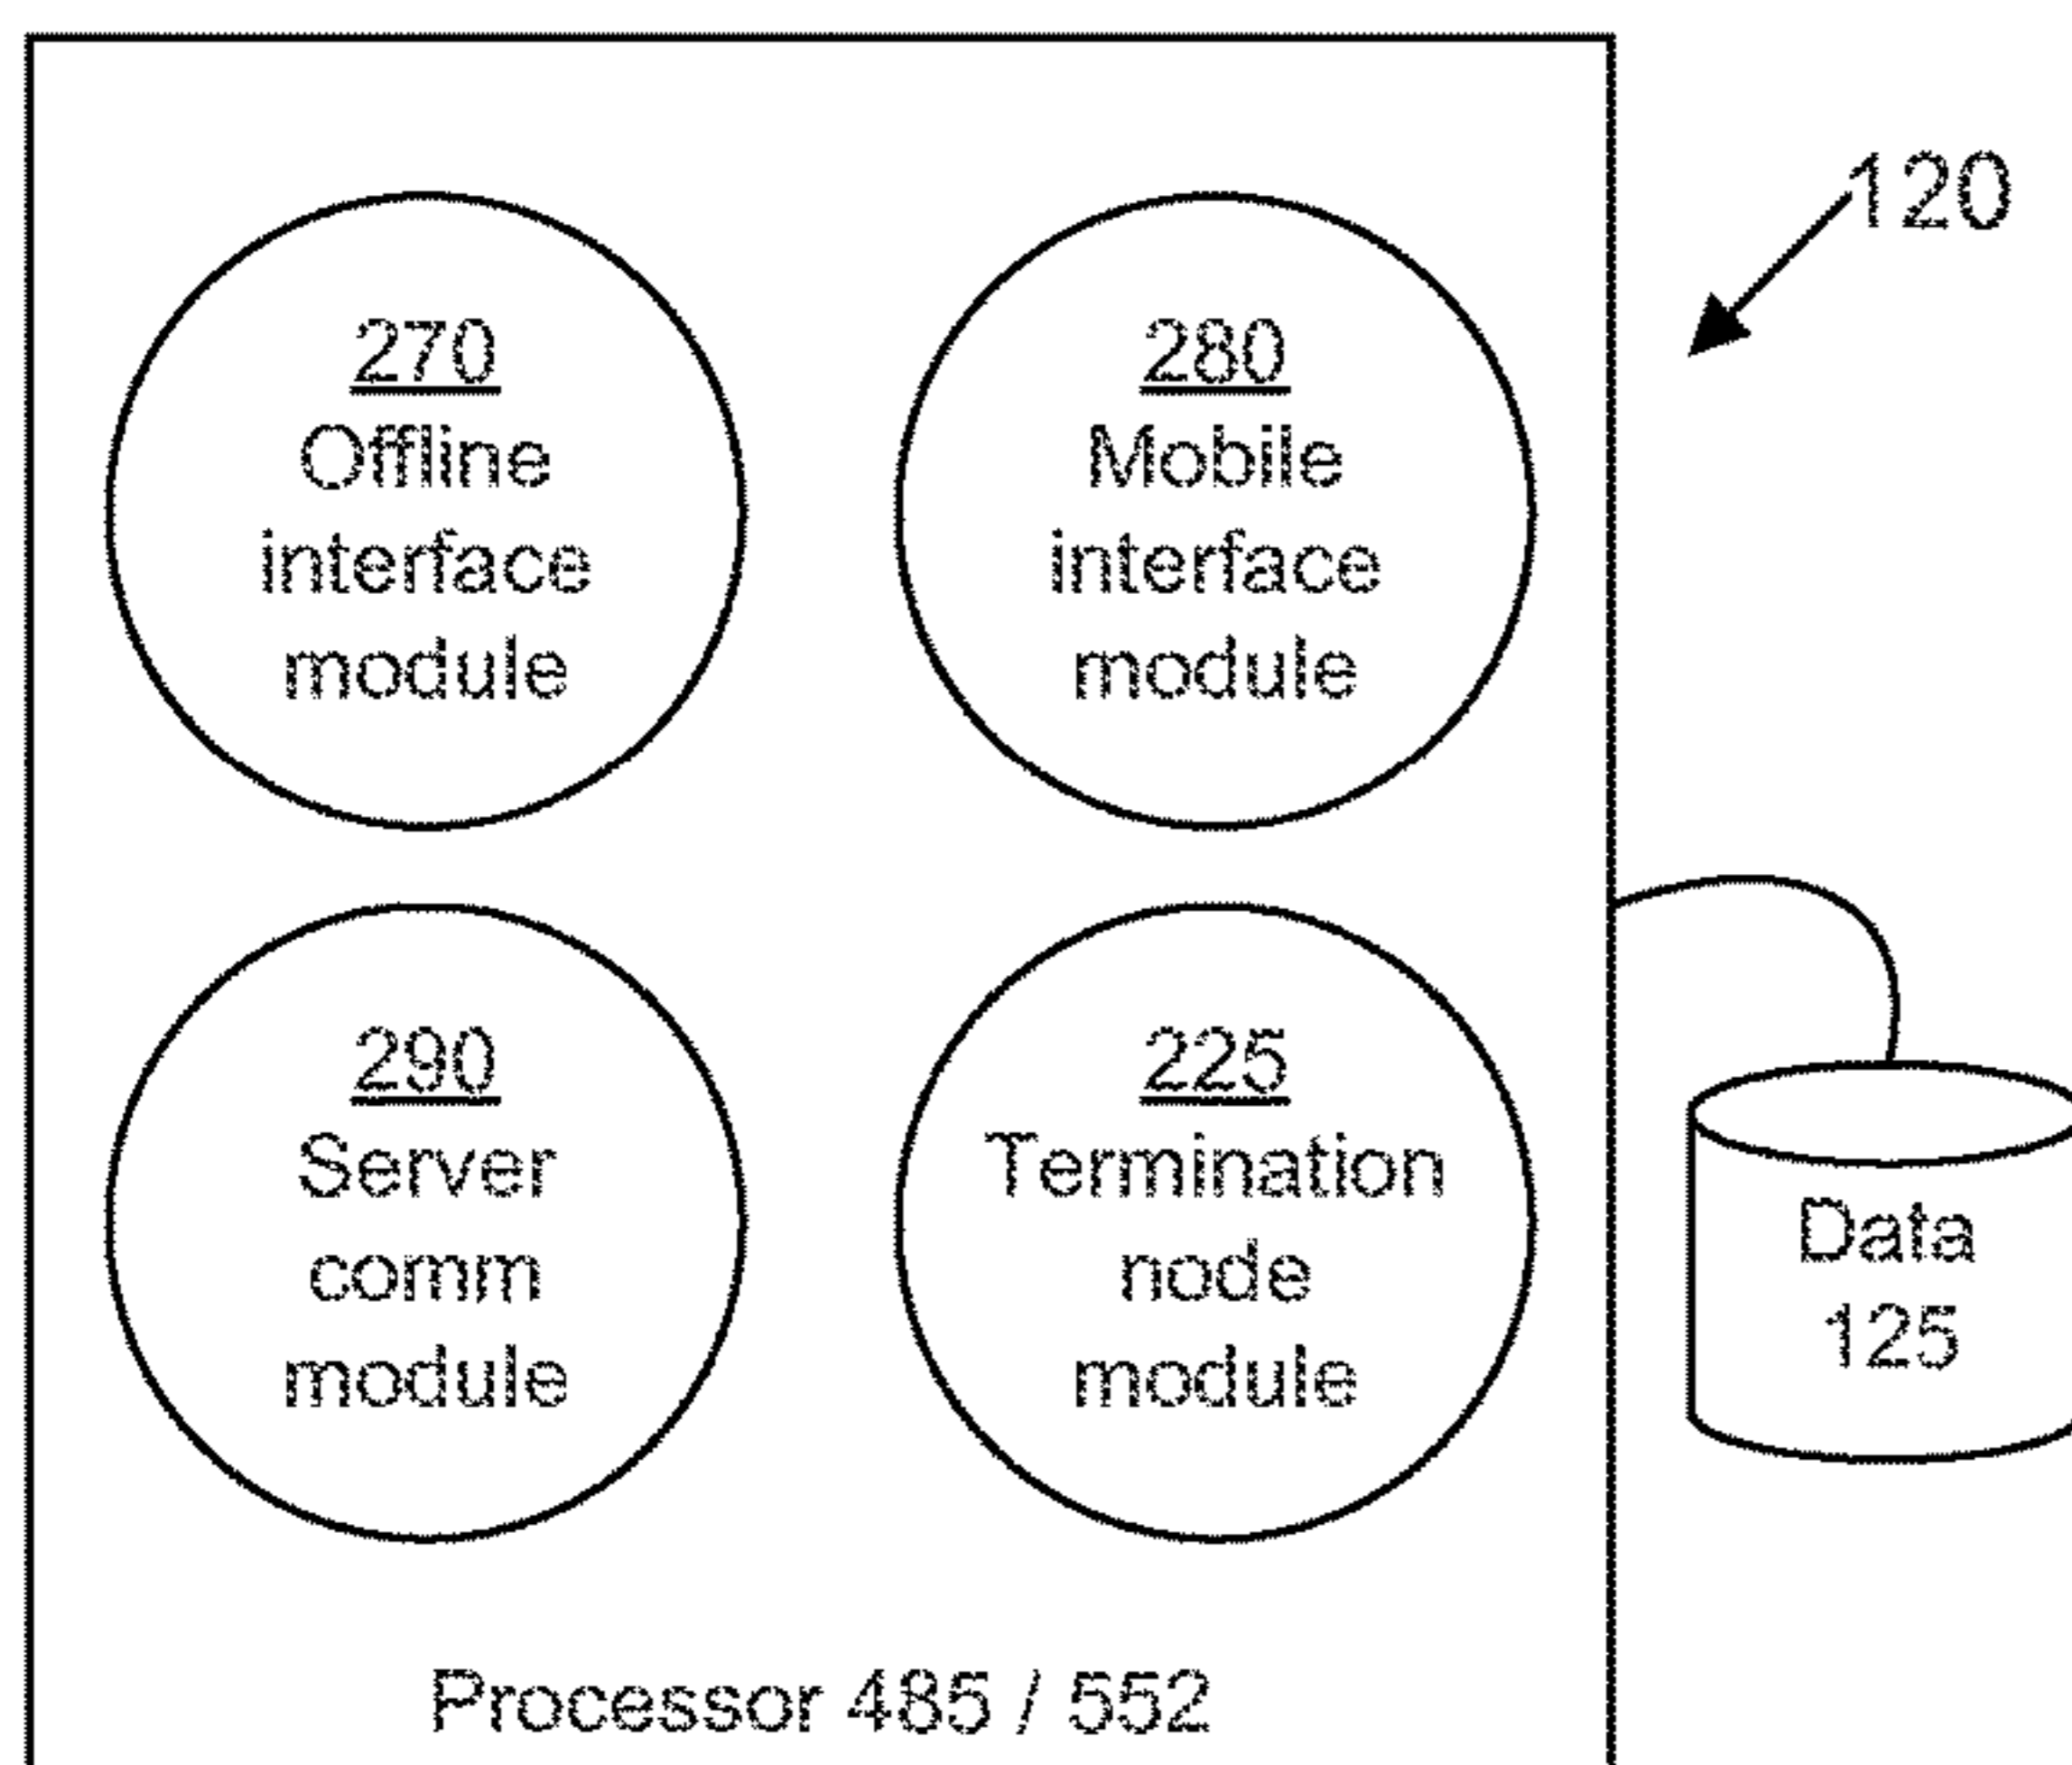 120
270
Offline
interface
module
280
Mobile
interface
module
290
Server
comm
module
225
Termination
node
module
Data
125
Processor 485 / 552